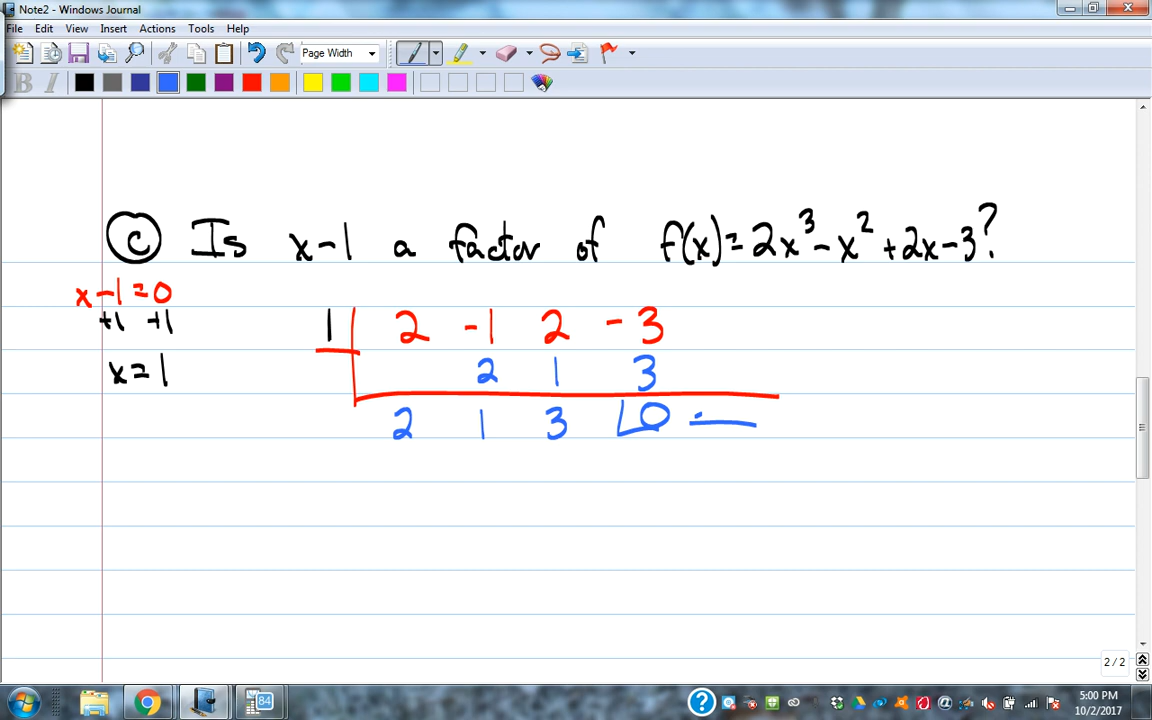 Note2 - Windows Journal
File Edit View Insert Actions Tools Help
Page Width
B I
c Is x-1 a factor of f(x)=2x³-x²+2x-3?
x-1=0
+1 +1
x=1
1 2 -1 2 -3
2 1 3
2 1 3 0
2 / 2
84
5:00 PM
10/2/2017